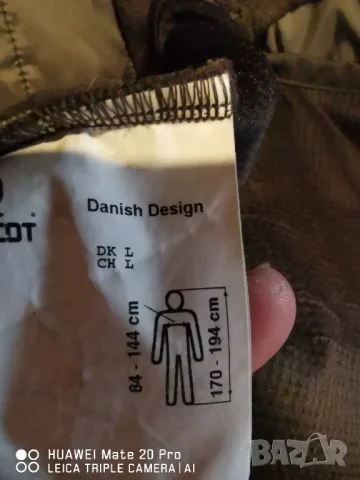 Danish Design
®
COT
DK L
CH L
84 - 144 cm
170 - 194 cm
HUAWEI Mate 20 Pro
LEICA TRIPLE CAMERA | AI
bazar.bg